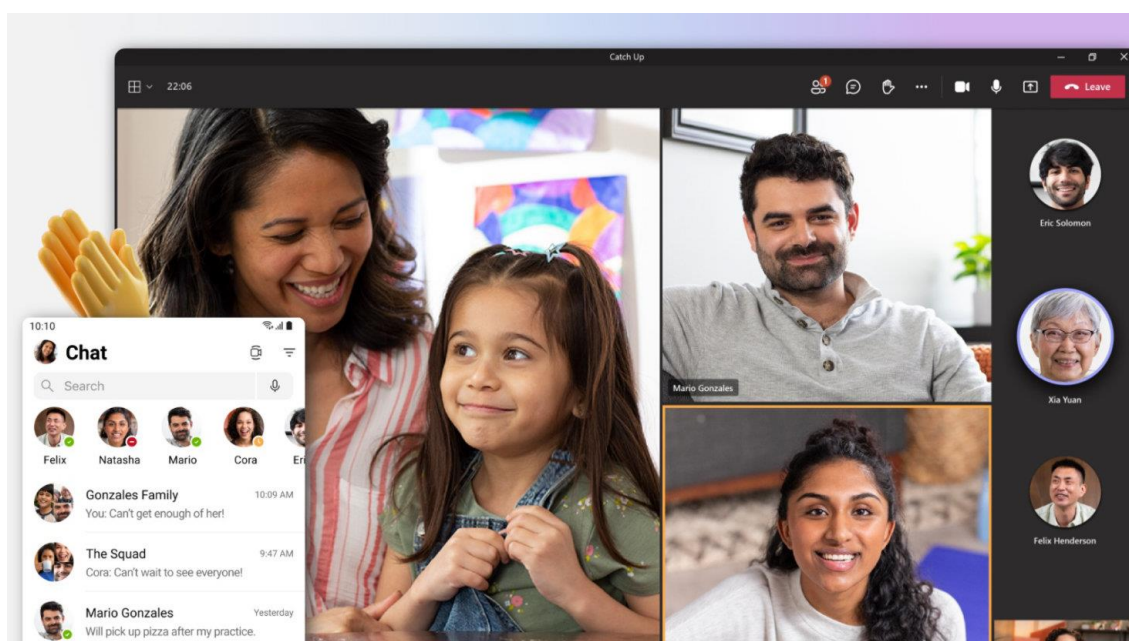 Catch Up
22:06
1
Leave
Eric Solomon
Mario Gonzales
Xia Yuan
Felix Henderson
10:10
Chat
Search
Felix
Natasha
Mario
Cora
Eri
Gonzales Family
10:09 AM
You: Can't get enough of her!
The Squad
9:47 AM
Cora: Can't wait to see everyone!
Mario Gonzales
Yesterday
Will pick up pizza after my practice.